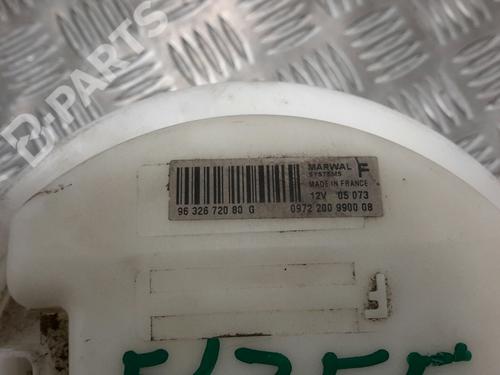 D-PARTS
MARWAL F
SYSTEMS
MADE IN FRANCE
12V 05 073
96 326 720 80 G 0972 200 9900 08
F